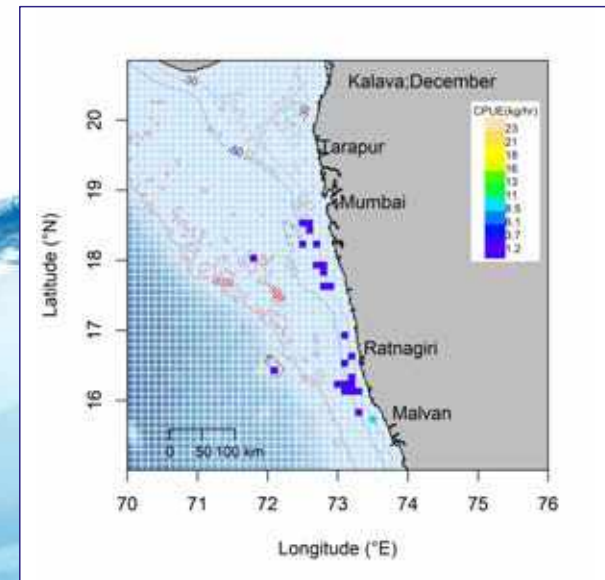 Kalava;December
CPUE(kg/hr)
23
21
18
16
13
11
8.5
6.1
3.7
1.2
Tarapur
Mumbai
Ratnagiri
Malvan
20
19
18
17
16
Latitude (°N)
0 50 100 km
70 71 72 73 74 75 76
Longitude (°E)